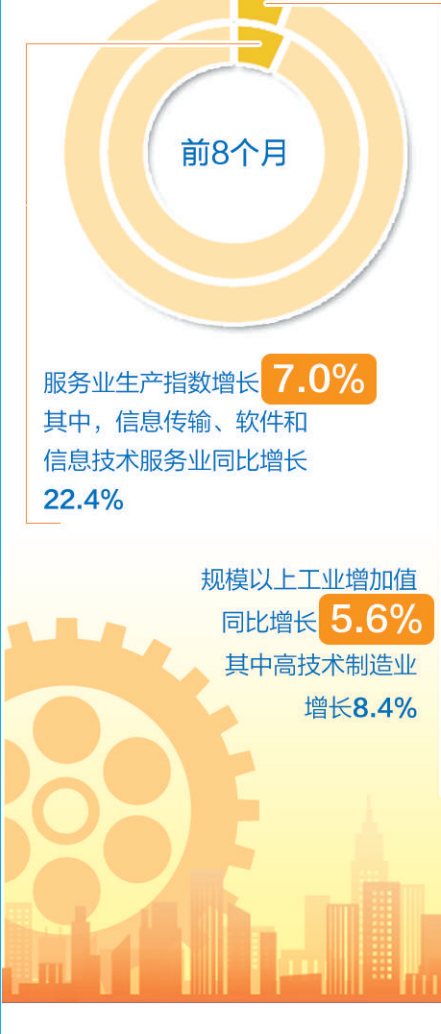 前8个月
服务业生产指数增长 7.0%
其中，信息传输、软件和
信息技术服务业同比增长
22.4%
规模以上工业增加值
同比增长 5.6%
其中高技术制造业
增长8.4%